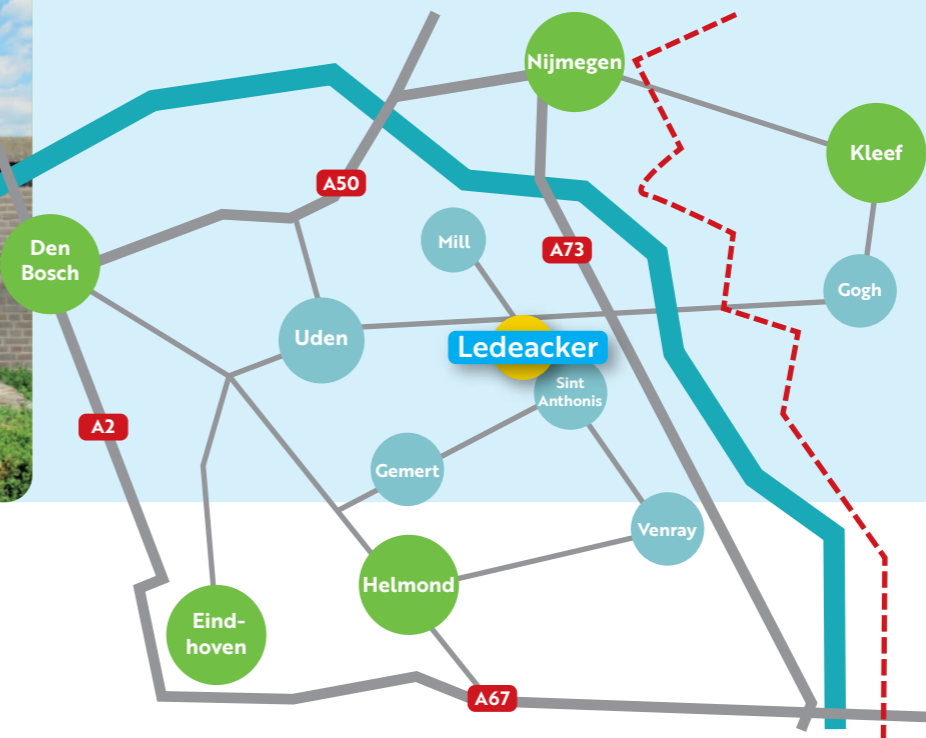 Nijmegen
Kleef
A50
Den
Bosch
Mill
A73
Gogh
Uden
Ledeacker
Sint
Anthonis
A2
Gemert
Venray
Helmond
Eind-
hoven
A67